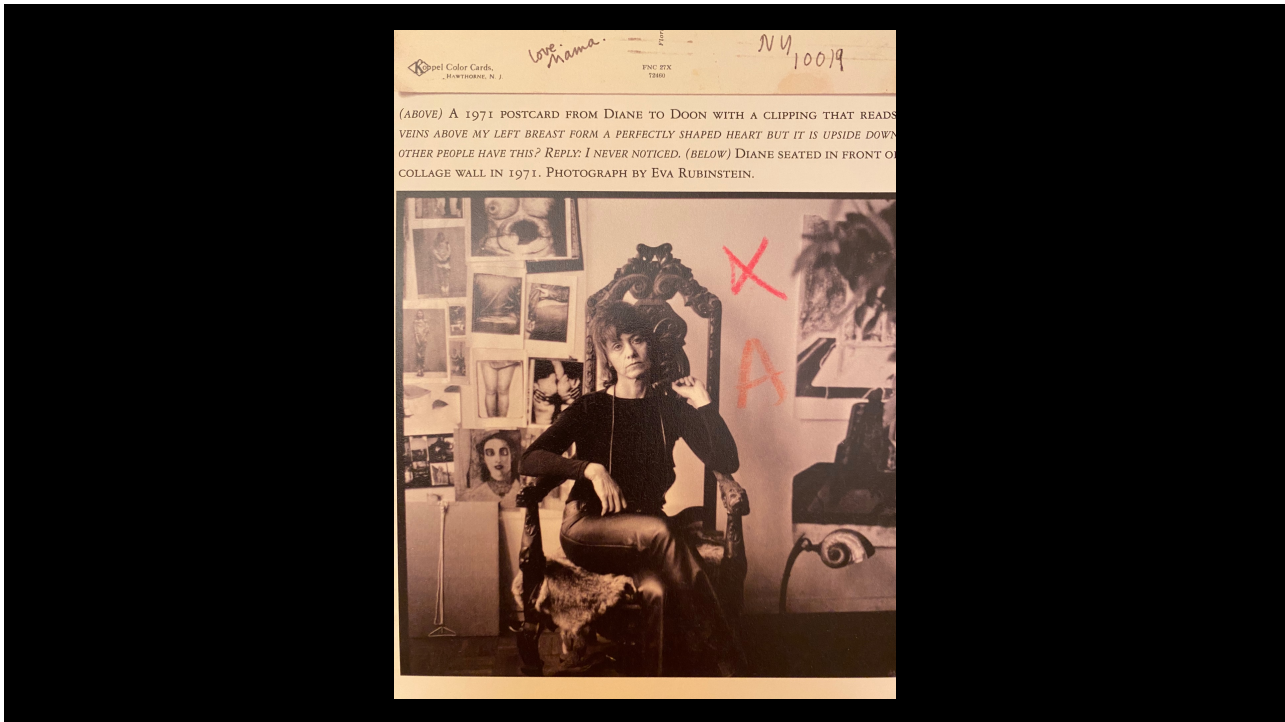 love.
Mama.
NY
10019
Koppel Color Cards,
HAWTHORNE, N. J.
FNC 27X
72401
(ABOVE) A 1971 POSTCARD FROM DIANE TO DOON WITH A CLIPPING THAT READS
VEINS ABOVE MY LEFT BREAST FORM A PERFECTLY SHAPED HEART BUT IT IS UPSIDE DOWN
OTHER PEOPLE HAVE THIS? REPLY: I NEVER NOTICED. (BELOW) DIANE SEATED IN FRONT OF
COLLAGE WALL IN 1971. PHOTOGRAPH BY EVA RUBINSTEIN.
X
A